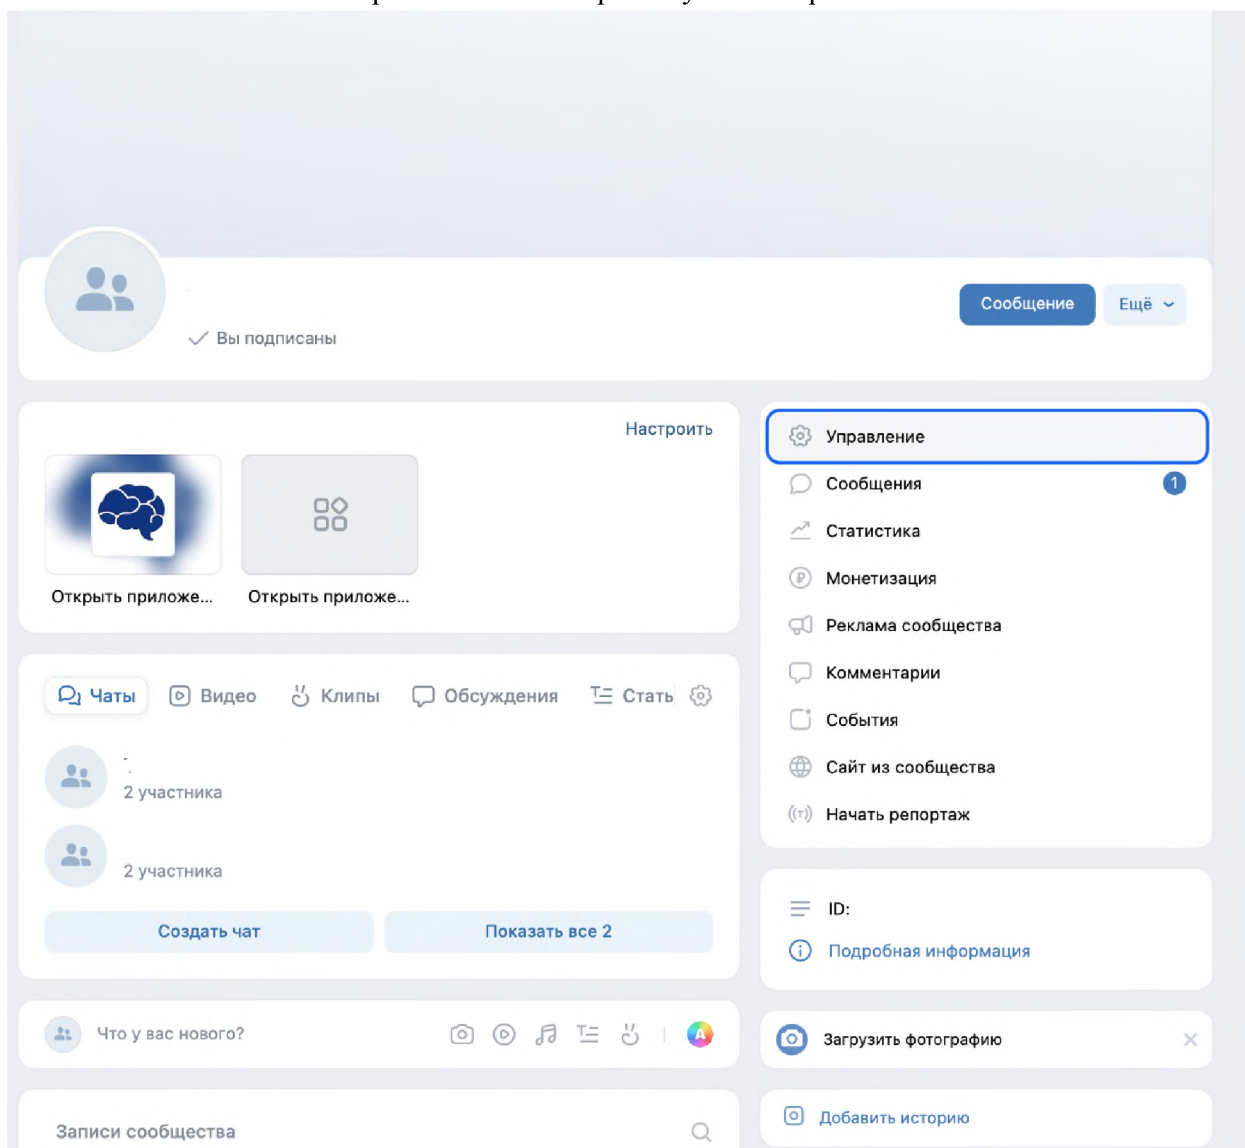 Вы подписаны
Сообщение
Ещё
Настроить
Открыть приложе...
Открыть приложе...
Чаты
Видео
Клипы
Обсуждения
Стать
2 участника
2 участника
Создать чат
Показать все 2
Что у вас нового?
A
Записи сообщества
Управление
Сообщения
1
Статистика
Монетизация
Реклама сообщества
Комментарии
События
Сайт из сообщества
Начать репортаж
ID:
Подробная информация
Загрузить фотографию
Добавить историю